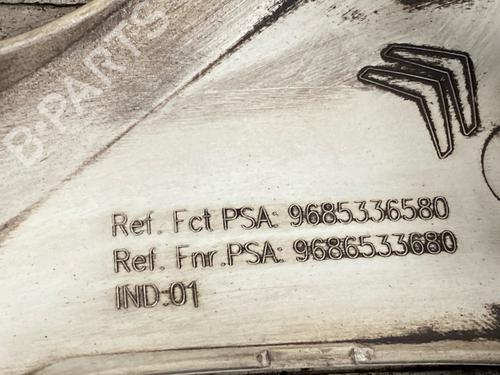 B-PARTS
Ref. Fct PSA: 9685336580
Ref. Fnr.PSA: 9686533680
IND:01